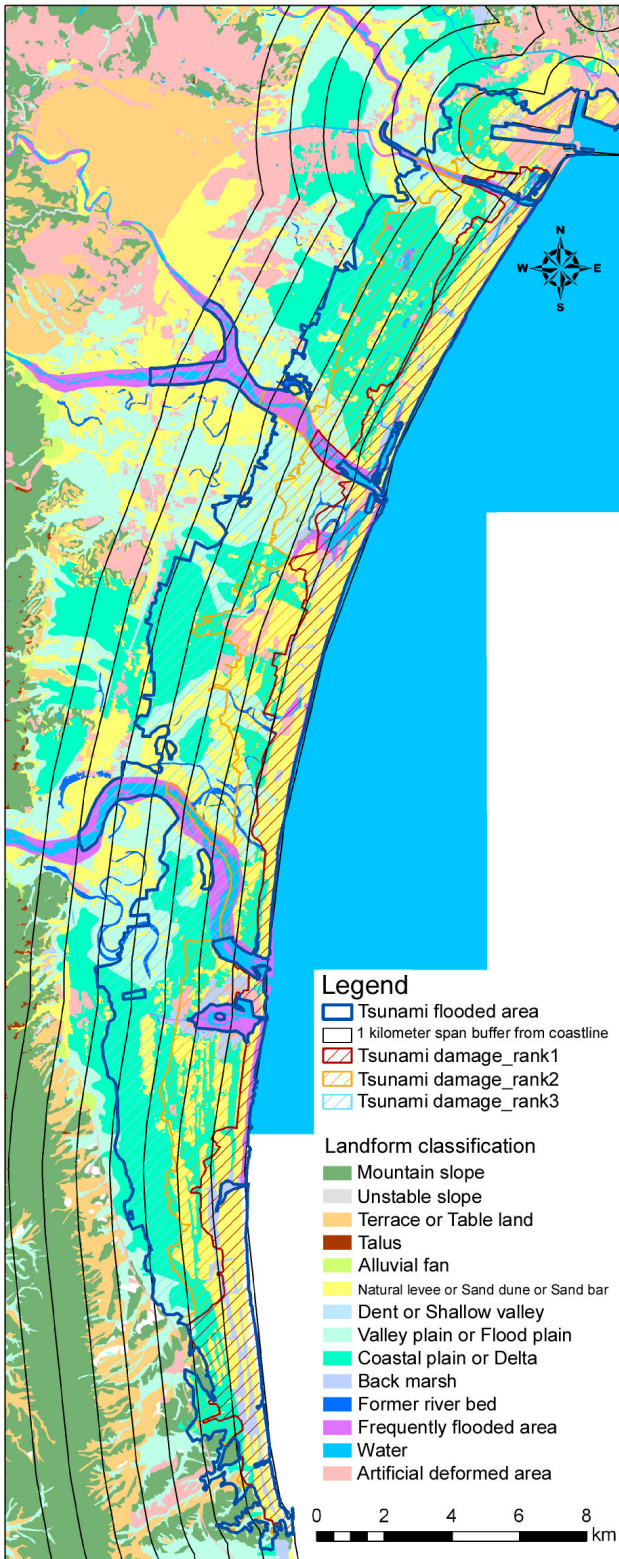 N
W E
S
Legend
Tsunami flooded area
1 kilometer span buffer from coastline
Tsunami damage_rank1
Tsunami damage_rank2
Tsunami damage_rank3
Landform classification
Mountain slope
Unstable slope
Terrace or Table land
Talus
Alluvial fan
Natural levee or Sand dune or Sand bar
Dent or Shallow valley
Valley plain or Flood plain
Coastal plain or Delta
Back marsh
Former river bed
Frequently flooded area
Water
Artificial deformed area
0 2 4 6 8
km